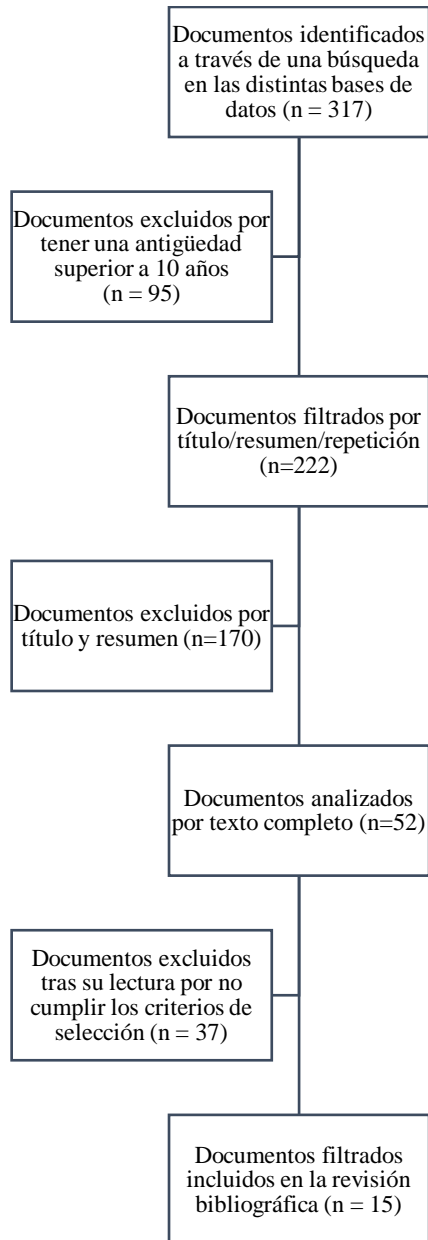 Documentos identificados
a través de una búsqueda
en las distintas bases de
datos (n = 317)
Documentos excluidos por
tener una antigüedad
superior a 10 años
(n = 95)
Documentos filtrados por
título/resumen/repetición
(n=222)
Documentos excluidos por
título y resumen (n=170)
Documentos analizados
por texto completo (n=52)
Documentos excluidos
tras su lectura por no
cumplir los criterios de
selección (n = 37)
Documentos filtrados
incluidos en la revisión
bibliográfica (n = 15)